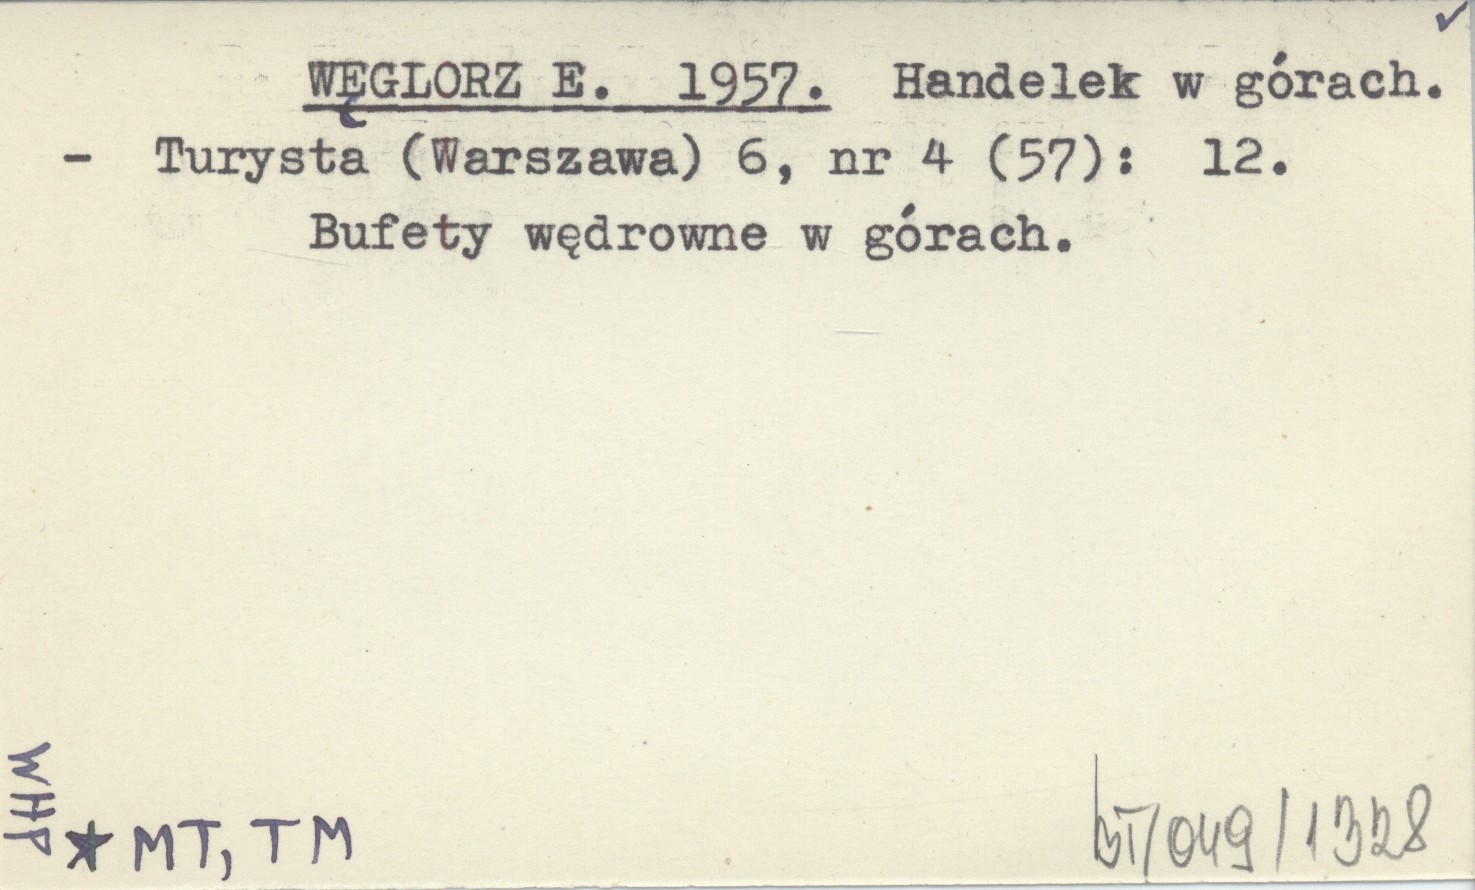 WĘGLORZ E. 1957. Handelek w górach.
- Turysta (Warszawa) 6, nr 4 (57): 12.
Bufety wędrowne w górach.
WHP
★ MT, TM
BT/049/1328